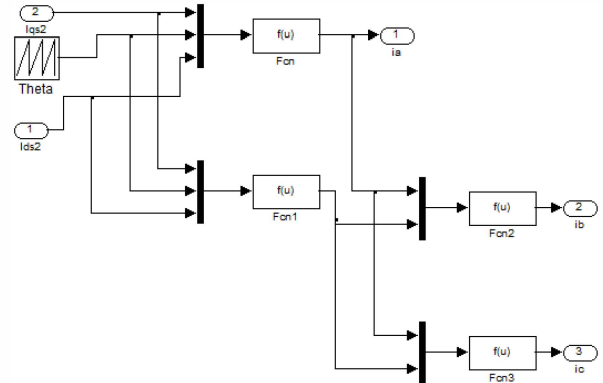 2
Iqs2
Theta
1
Ids2
f(u)
Fcn
1
ia
f(u)
Fcn1
f(u)
Fcn2
2
ib
f(u)
Fcn3
3
ic